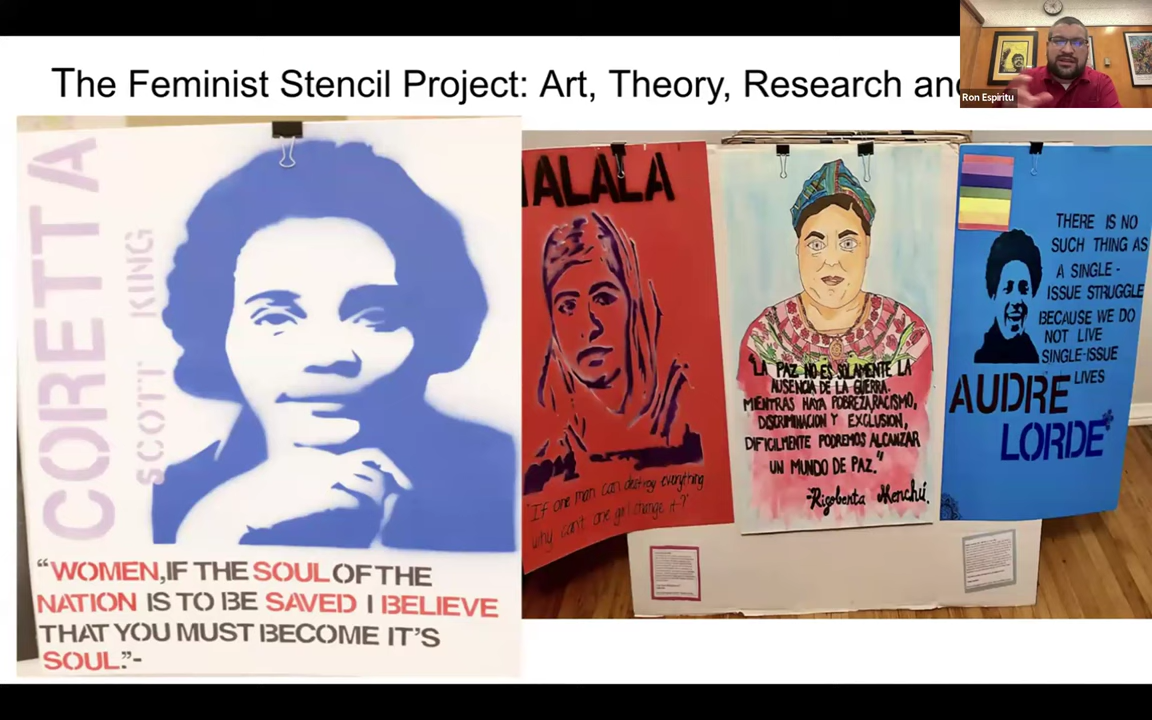 The Feminist Stencil Project: Art, Theory, Research and
Ron Espiritu
CORETTA
SCOTT KING
“WOMEN,IF THE SOUL OF THE
NATION IS TO BE SAVED I BELIEVE
THAT YOU MUST BECOME IT'S
SOUL.”-
MALALA
"If one man can destroy everything
why can't one girl change it?"
"LA PAZ NO ES SOLAMENTE LA
AUSENCIA DE LA GUERRA.
MIENTRAS HAYA POBREZA, RACISMO,
DISCRIMINACION Y EXCLUSION,
DIFICILMENTE PODREMOS ALCANZAR
UN MUNDO DE PAZ."
-Rigoberta Menchú.
THERE IS NO
SUCH THING AS
A SINGLE-
ISSUE STRUGGLE
BECAUSE WE DO
NOT LIVE
SINGLE-ISSUE
LIVES
AUDRE
LORDE